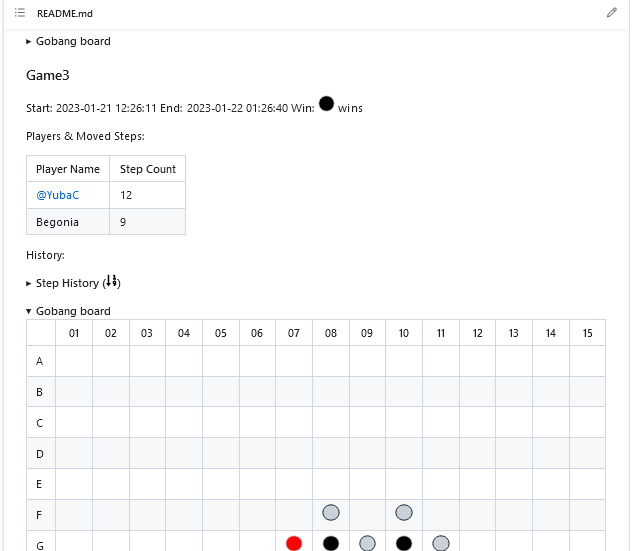 README.md
▸ Gobang board
Game3
Start: 2023-01-21 12:26:11 End: 2023-01-22 01:26:40 Win: wins
Players & Moved Steps:
Player Name Step Count
@YubaC 12
Begonia 9
History:
▸ Step History ()
▾ Gobang board
01 02 03 04 05 06 07 08 09 10 11 12 13 14 15
A
B
C
D
E
F
G